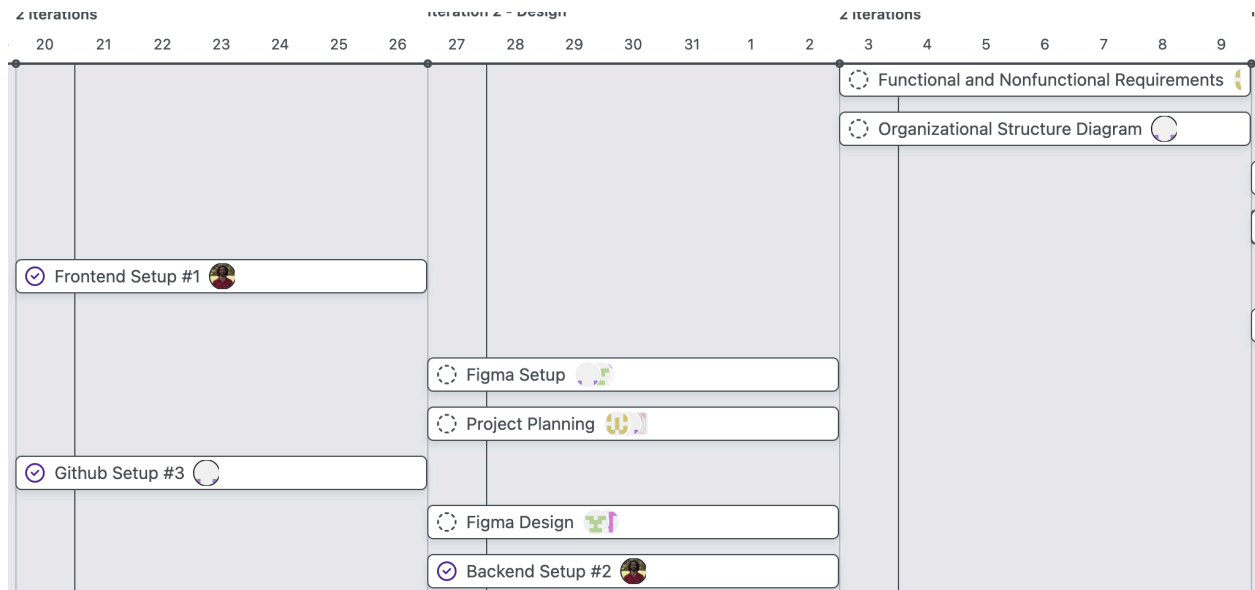 2 Iterations
Iteration 2 - Design
2 Iterations
20 21 22 23 24 25 26 27 28 29 30 31 1 2 3 4 5 6 7 8 9
Functional and Nonfunctional Requirements
Organizational Structure Diagram
Frontend Setup #1
Figma Setup
Project Planning
Github Setup #3
Figma Design
Backend Setup #2